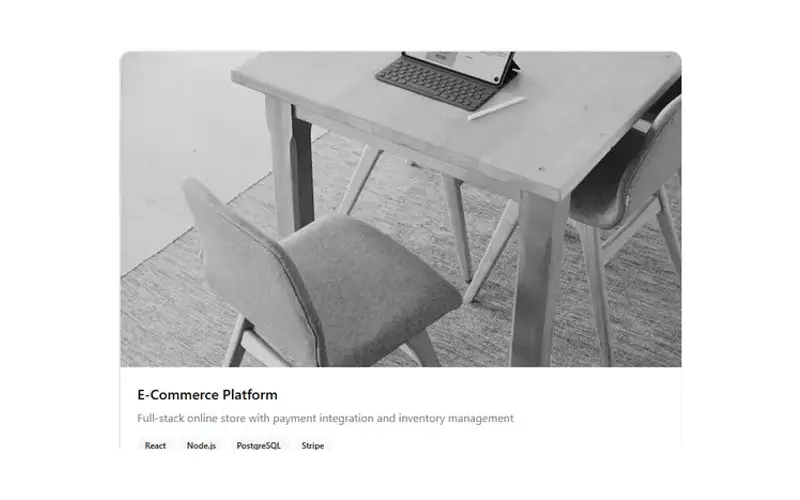 E-Commerce Platform
Full-stack online store with payment integration and inventory management
React Node.js PostgreSQL Stripe